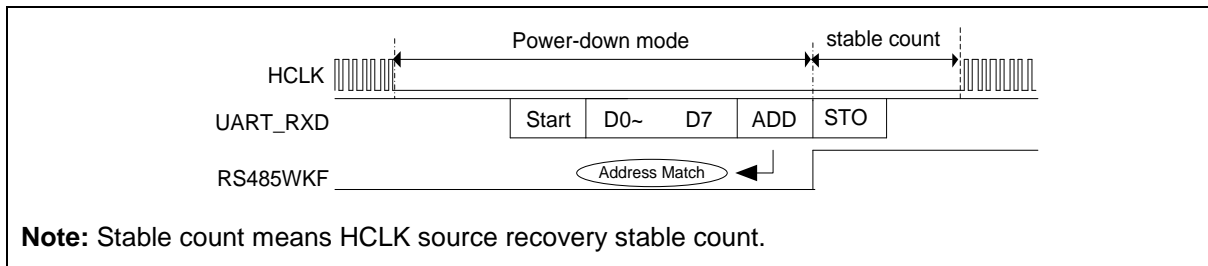 Power-down mode stable count
HCLK
UART_RXD Start D0~ D7 ADD STO
Address Match
RS485WKF
Note: Stable count means HCLK source recovery stable count.